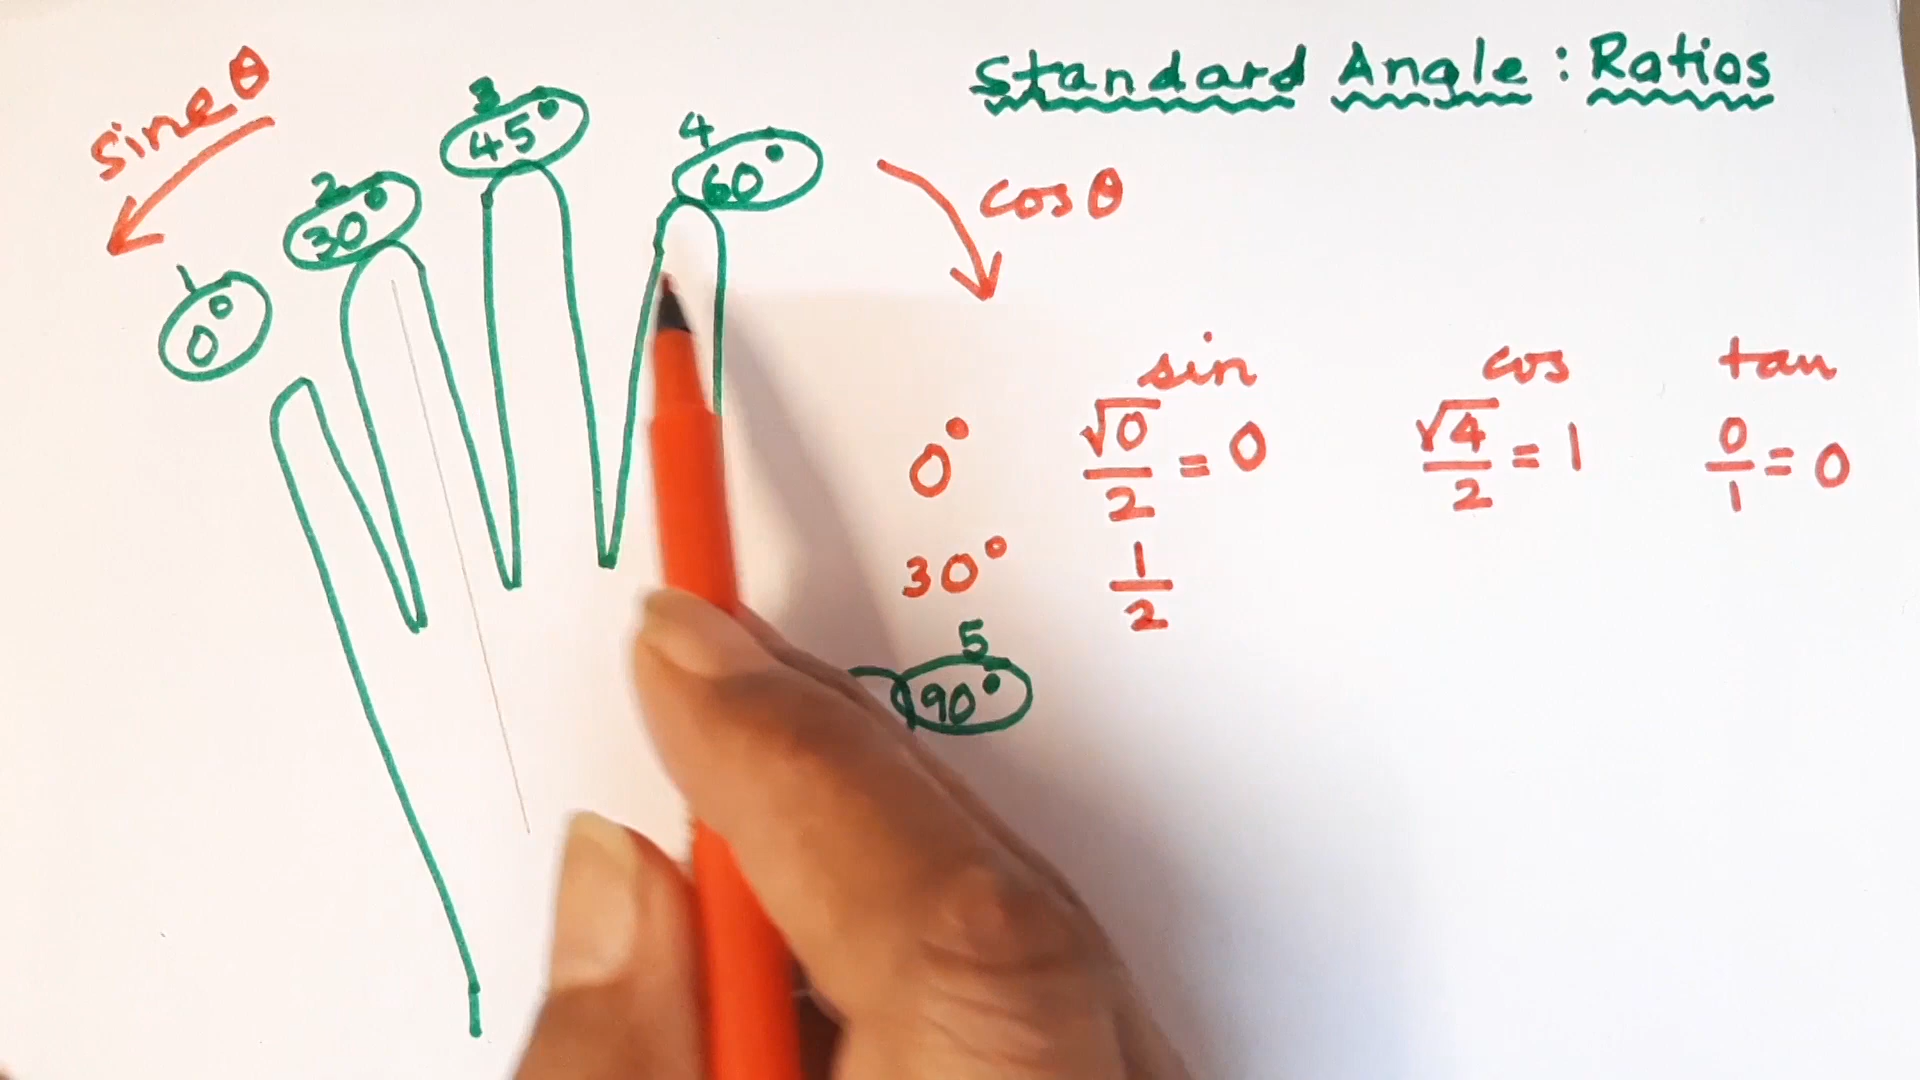 Standard Angle : Ratios
sine θ
3
45°
4
60°
2
30°
1
0°
cos θ
sin cos tan
0° √0/2 = 0 √4/2 = 1 0/1 = 0
30° 1/2
5
90°